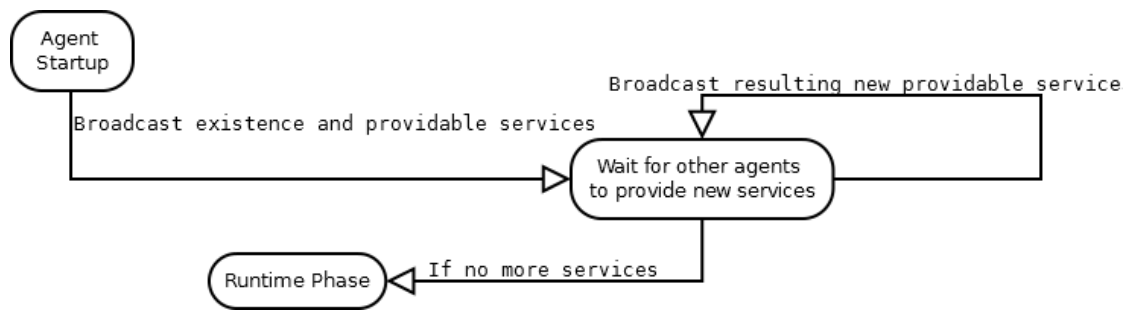 Agent
Startup
Broadcast resulting new providable service
Broadcast existence and providable services
Wait for other agents
to provide new services
If no more services
Runtime Phase